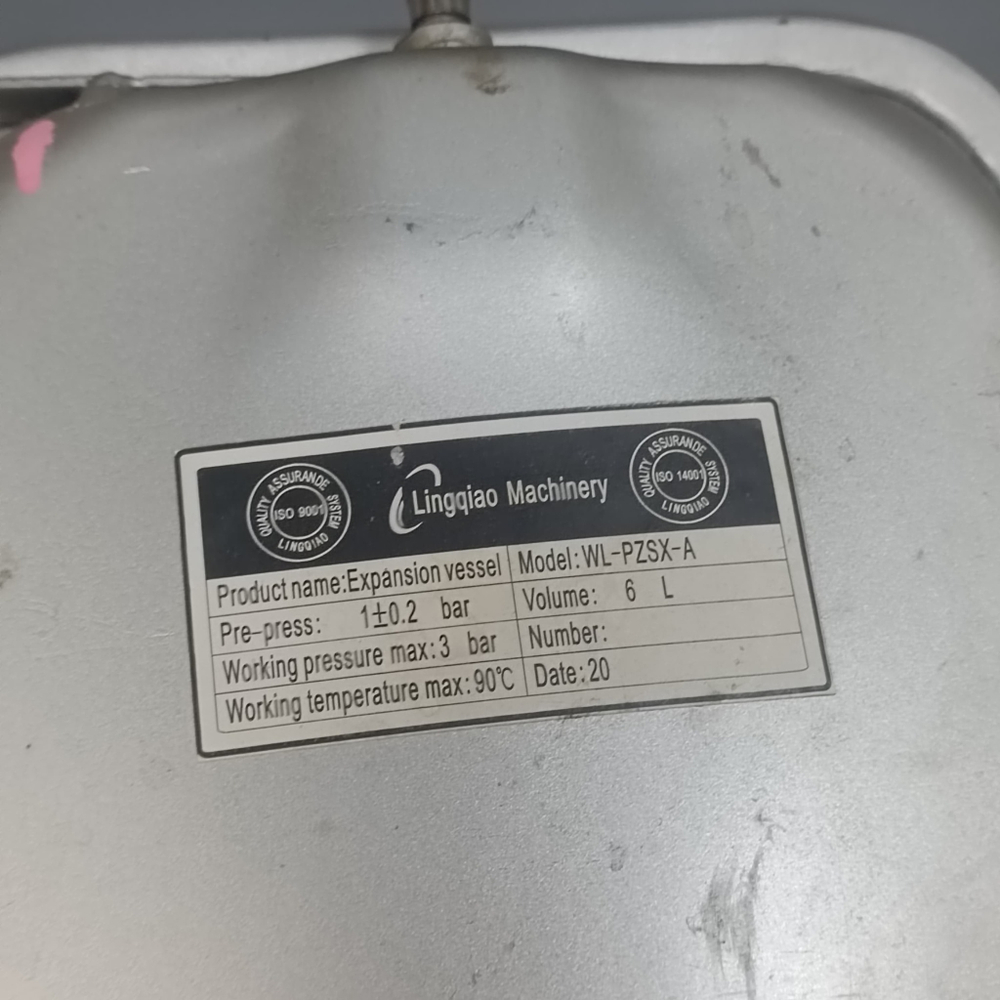 QUALITY ASSURANDE SYSTEM
ISO 9001
LINGQIAO
Lingqiao Machinery
QUALITY ASSURANDE SYSTEM
ISO 14001
LINGQIAO
Product name:Expansion vessel Model:WL-PZSX-A
Pre-press: 1±0.2 bar Volume: 6 L
Working pressure max:3 bar Number:
Working temperature max:90℃ Date:20